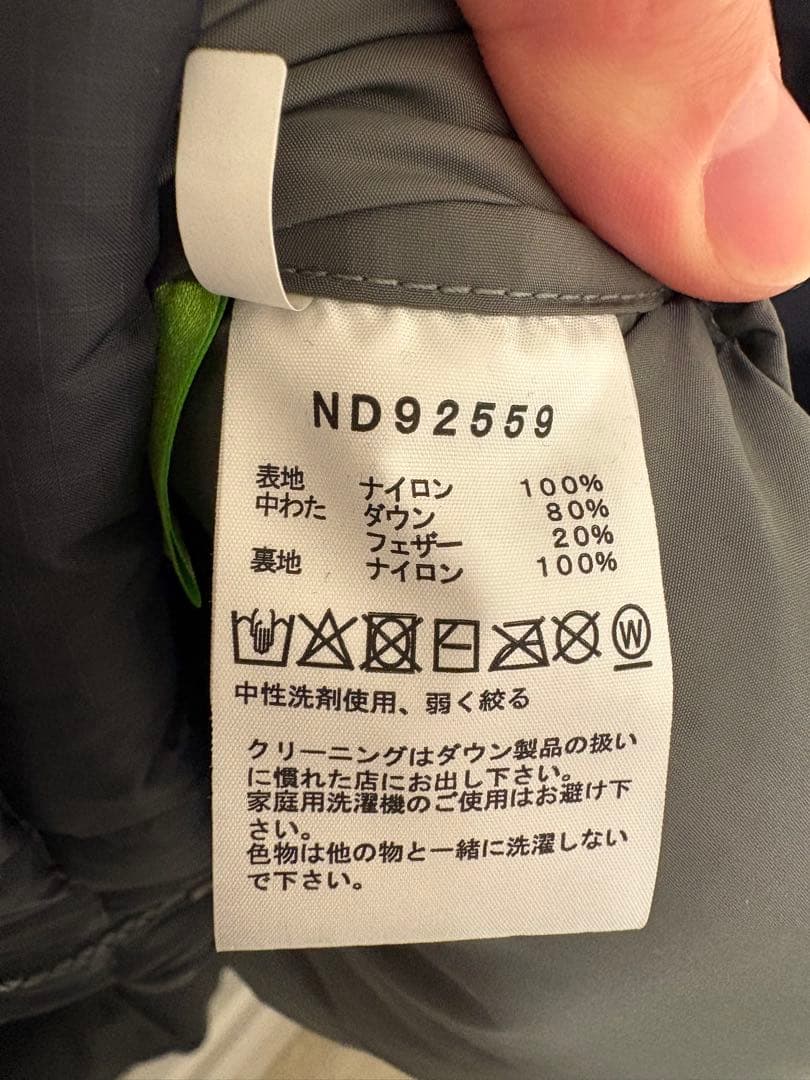 ND92559
表地 ナイロン 100%
中わた ダウン 80%
フェザー 20%
裏地 ナイロン 100%
W
中性洗剤使用、弱く絞る
クリーニングはダウン製品の扱い
に慣れた店にお出し下さい。
家庭用洗濯機のご使用はお避け下
さい。
色物は他の物と一緒に洗濯しない
で下さい。